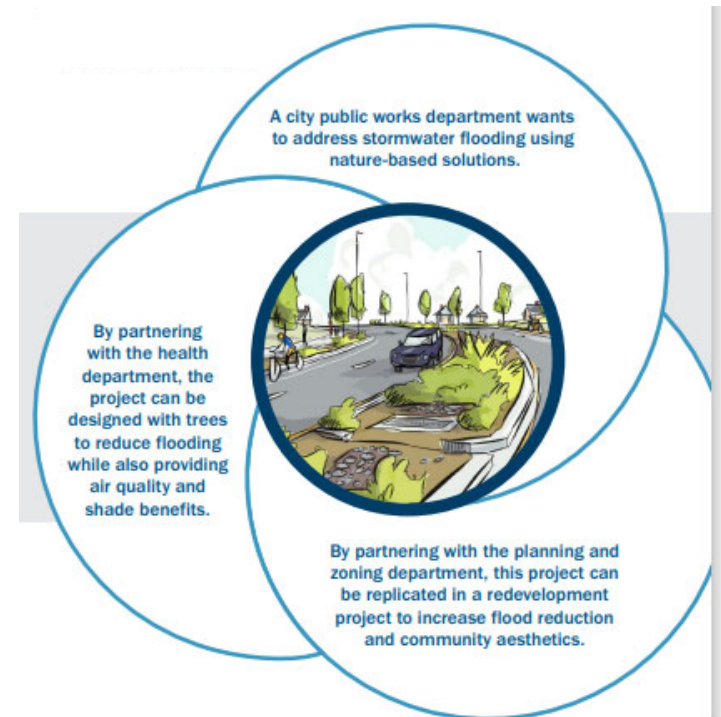 A city public works department wants
to address stormwater flooding using
nature-based solutions.
By partnering
with the health
department, the
project can be
designed with trees
to reduce flooding
while also providing
air quality and
shade benefits.
By partnering with the planning and
zoning department, this project can
be replicated in a redevelopment
project to increase flood reduction
and community aesthetics.